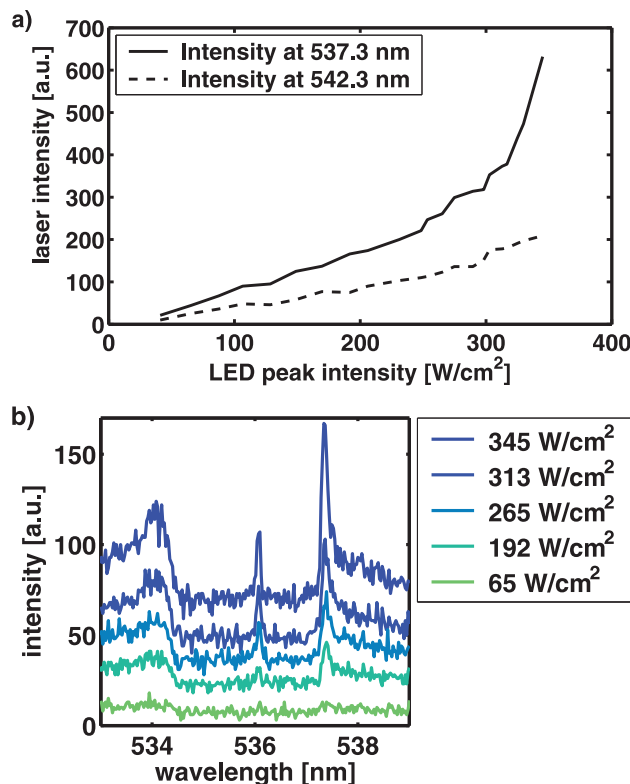 a)
700
600
500
400
300
200
100
0
laser intensity [a.u.]
Intensity at 537.3 nm
Intensity at 542.3 nm
0 100 200 300 400
LED peak intensity [W/cm²]
b)
150
100
50
0
intensity [a.u.]
534 536 538
wavelength [nm]
345 W/cm²
313 W/cm²
265 W/cm²
192 W/cm²
65 W/cm²